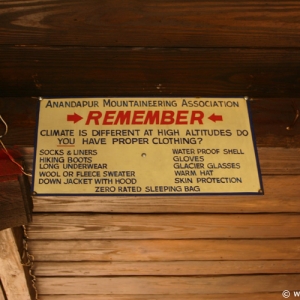 ANANDAPUR MOUNTAINEERING ASSOCIATION
REMEMBER
CLIMATE IS DIFFERENT AT HIGH ALTITUDES DO
YOU HAVE PROPER CLOTHING?
SOCKS & LINERS
HIKING BOOTS
LONG UNDERWEAR
WOOL OR FLEECE SWEATER
DOWN JACKET WITH HOOD
WATER PROOF SHELL
GLOVES
GLACIER GLASSES
WARM HAT
SKIN PROTECTION
ZERO RATED SLEEPING BAG
© w